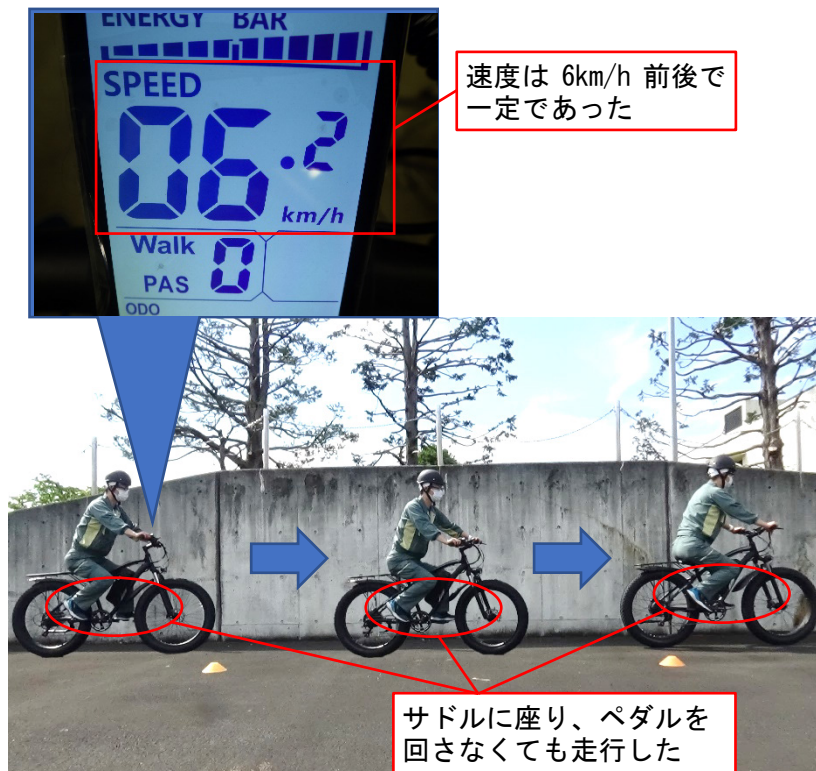 ENERGY BAR
SPEED
06.2
km/h
Walk
PAS
0
ODO
速度は 6km/h 前後で
一定であった
サドルに座り、ペダルを
回さなくても走行した